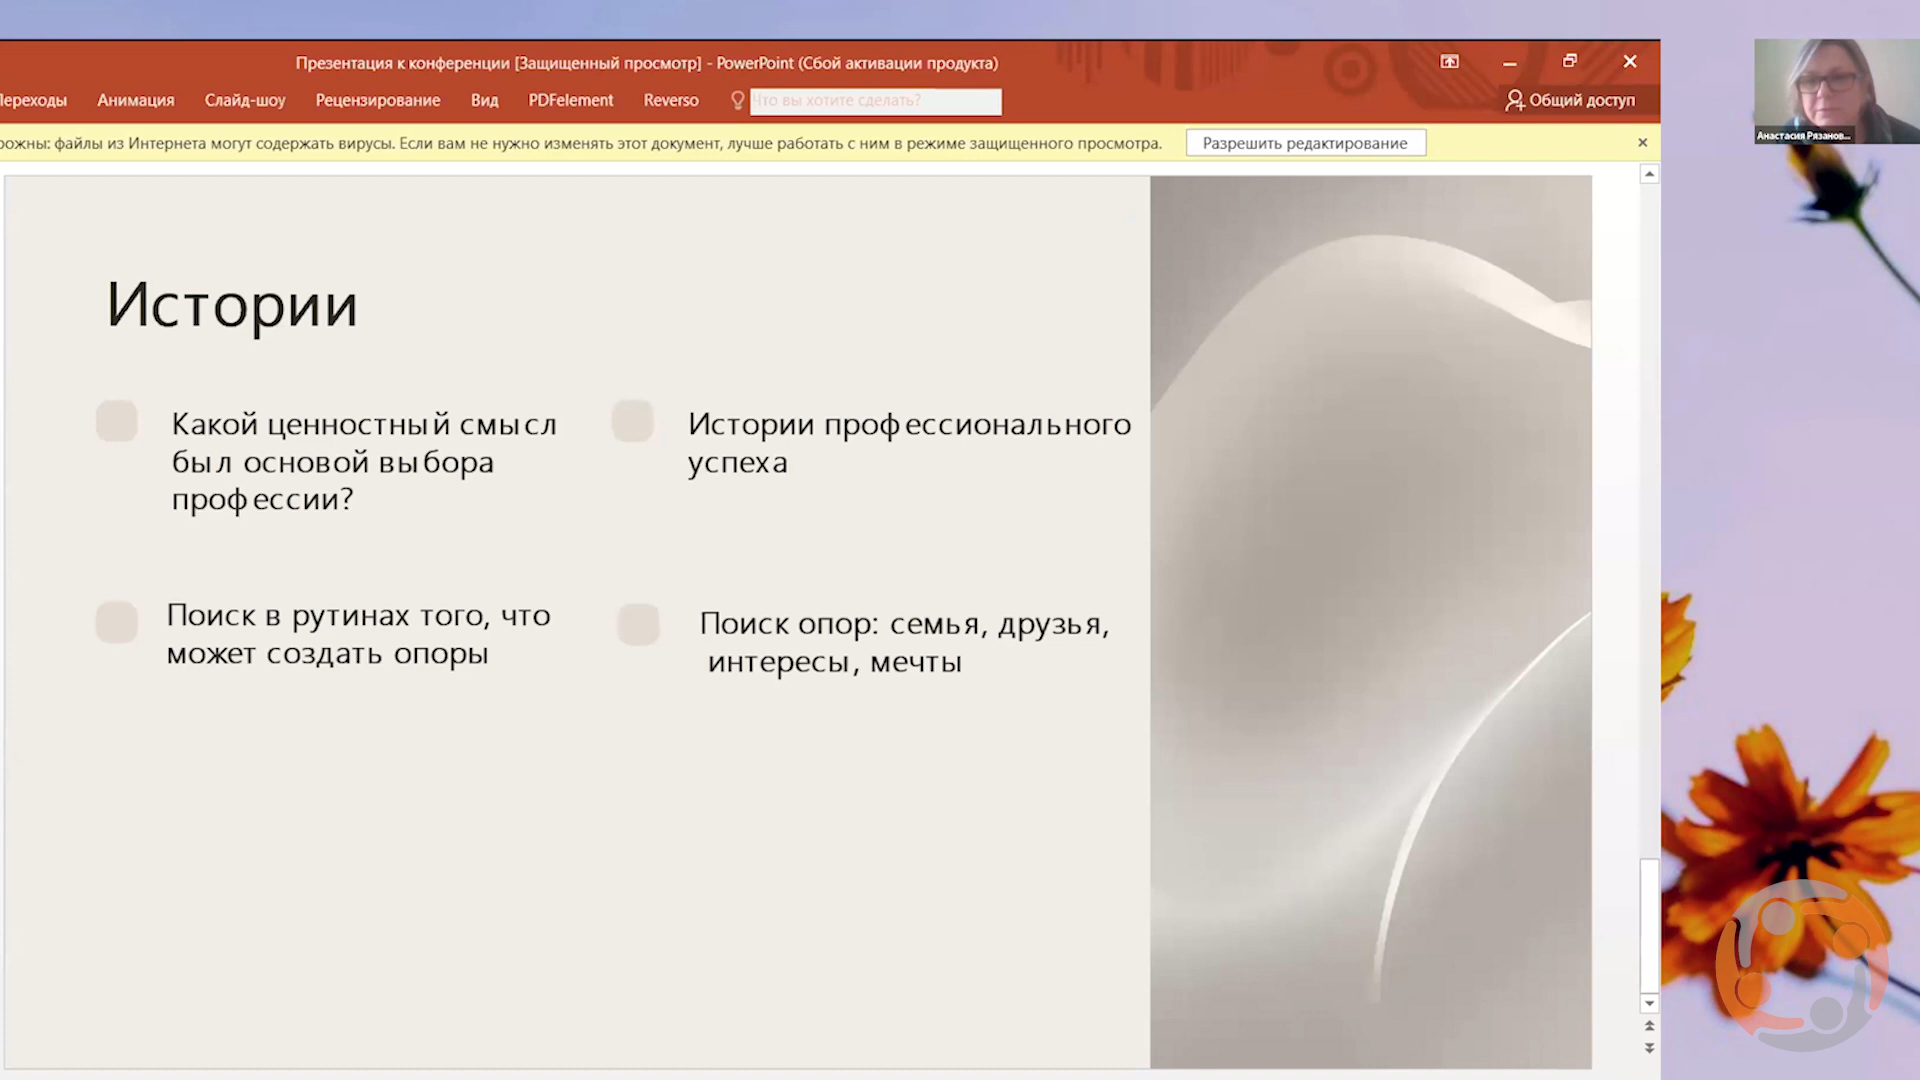 Презентация к конференции [Защищенный просмотр] - PowerPoint (Сбой активации продукта)
Переходы Анимация Слайд-шоу Рецензирование Вид PDFelement Reverso Что вы хотите сделать? Общий доступ
файлы из Интернета могут содержать вирусы. Если вам не нужно изменять этот документ, лучше работать с ним в режиме защищенного просмотра. Разрешить редактирование
Анастасия Рязанов...
Истории
Какой ценностный смысл
был основой выбора
профессии?
Истории профессионального
успеха
Поиск в рутинах того, что
может создать опоры
Поиск опор: семья, друзья,
интересы, мечты